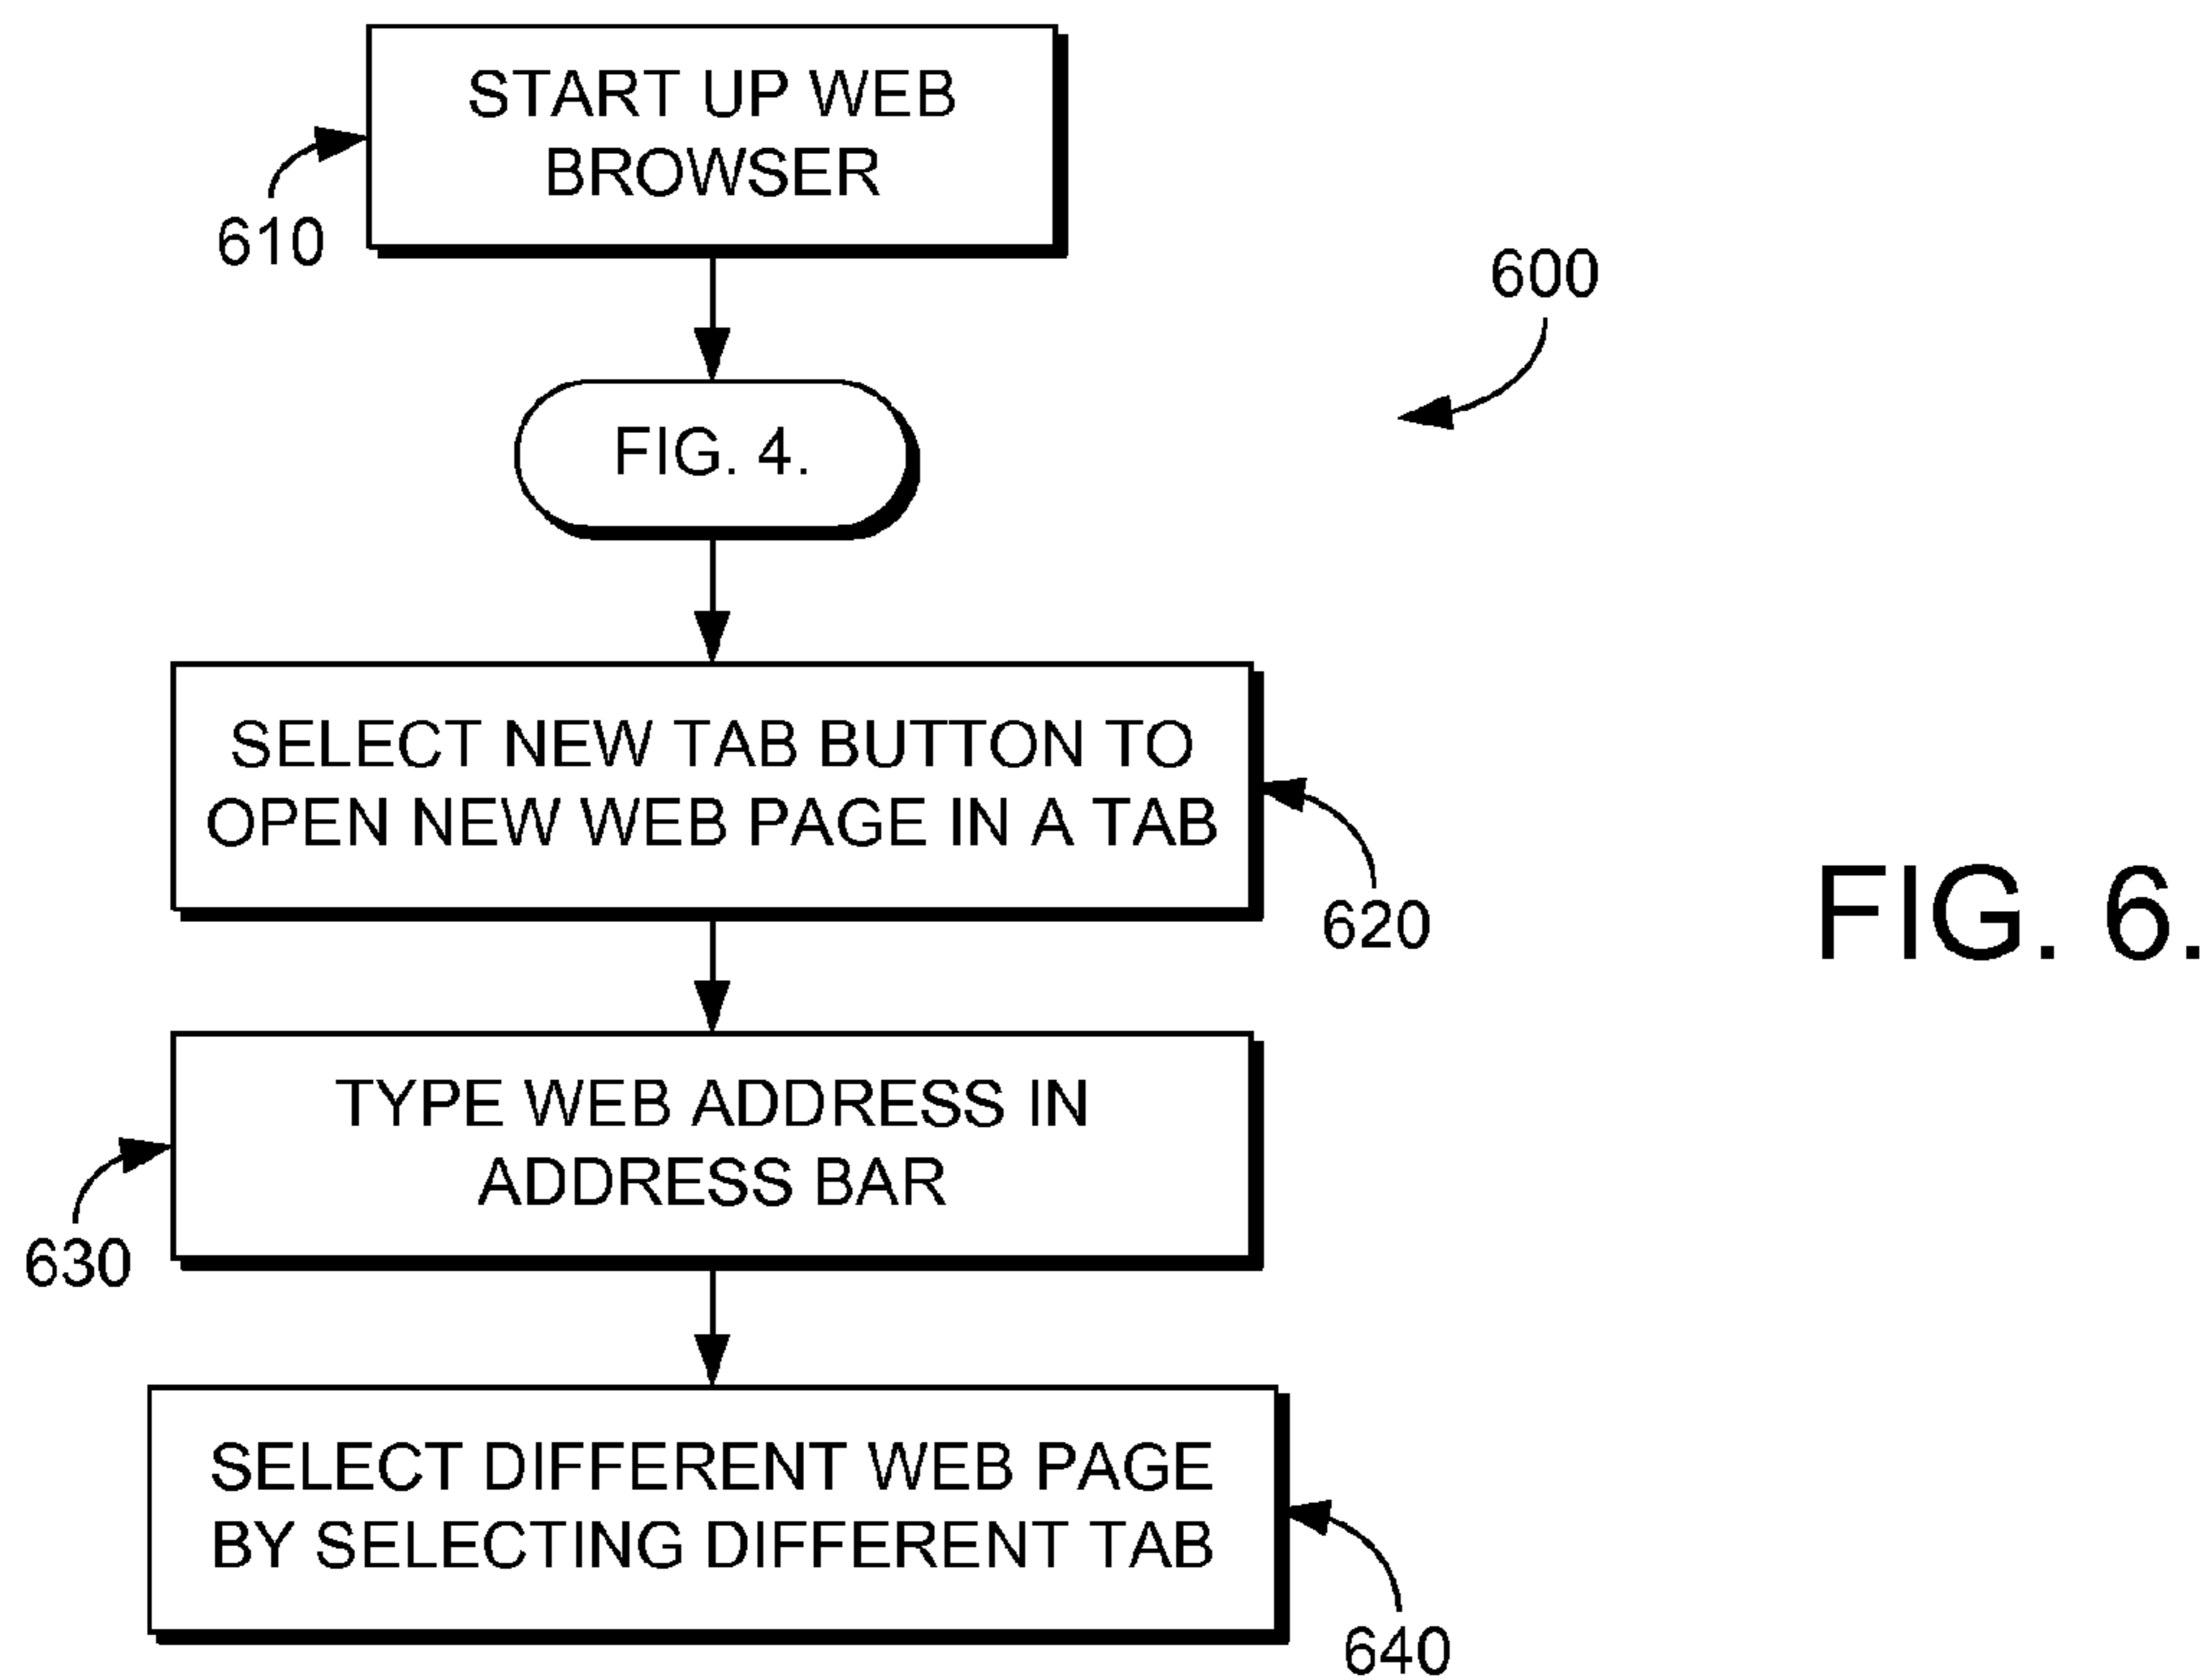 START UP WEB
BROWSER
610
600
FIG. 4.
SELECT NEW TAB BUTTON TO
OPEN NEW WEB PAGE IN A TAB
620
FIG. 6.
TYPE WEB ADDRESS IN
ADDRESS BAR
630
SELECT DIFFERENT WEB PAGE
BY SELECTING DIFFERENT TAB
640